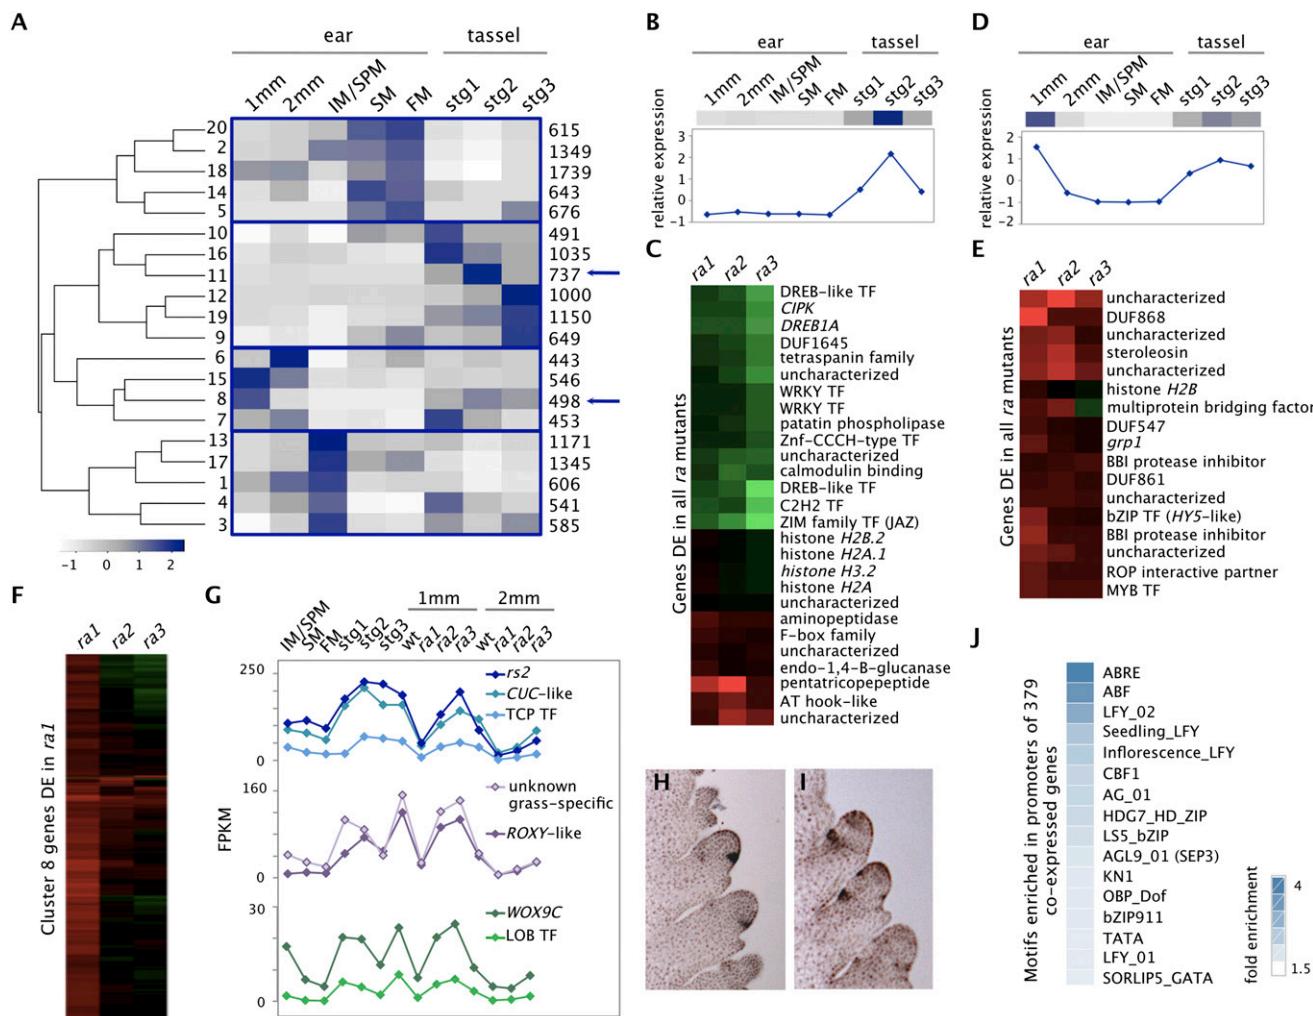 A
ear
tassel
1mm
2mm
IM/SPM
SM
FM
stg1
stg2
stg3
20
2
18
14
5
10
16
11
12
19
9
6
15
8
7
13
17
1
4
3
615
1349
1739
643
676
491
1035
737
1000
1150
649
443
546
498
453
1171
1345
606
541
585
-1 0 1 2
B
ear
tassel
1mm
2mm
IM/SPM
SM
FM
stg1
stg2
stg3
relative expression
3
2
1
0
-1
D
ear
tassel
1mm
2mm
IM/SPM
SM
FM
stg1
stg2
stg3
relative expression
2
1
0
-1
-2
C
ra1
ra2
ra3
Genes DE in all ra mutants
DREB-like TF
CIPK
DREB1A
DUF1645
tetraspanin family
uncharacterized
WRKY TF
WRKY TF
patatin phospholipase
Znf-CCCH-type TF
uncharacterized
calmodulin binding
DREB-like TF
C2H2 TF
ZIM family TF (JAZ)
histone H2B.2
histone H2A.1
histone H3.2
histone H2A
uncharacterized
aminopeptidase
F-box family
uncharacterized
endo-1,4-B-glucanase
pentatricopeptide
AT hook-like
uncharacterized
E
ra1
ra2
ra3
Genes DE in all ra mutants
uncharacterized
DUF868
uncharacterized
steroleosin
uncharacterized
histone H2B
multiprotein bridging factor
DUF547
grp1
BBI protease inhibitor
DUF861
uncharacterized
bZIP TF (HY5-like)
BBI protease inhibitor
uncharacterized
ROP interactive partner
MYB TF
F
ra1
ra2
ra3
Cluster 8 genes DE in ra1
G
1mm
2mm
IM/SPM
SM
FM
stg1
stg2
stg3
wt
ra1
ra2
ra3
wt
ra1
ra2
ra3
FPKM
250
0
rs2
CUC-like
TCP TF
160
0
unknown
grass-specific
ROXY-like
30
0
WOX9C
LOB TF
H
I
J
Motifs enriched in promoters of 379
co-expressed genes
ABRE
ABF
LFY_02
Seedling_LFY
Inflorescence_LFY
CBF1
AG_01
HDG7_HD_ZIP
LS5_bZIP
AGL9_01 (SEP3)
KN1
OBP_Dof
bZIP911
TATA
LFY_01
SORLIP5_GATA
fold enrichment
4
1.5